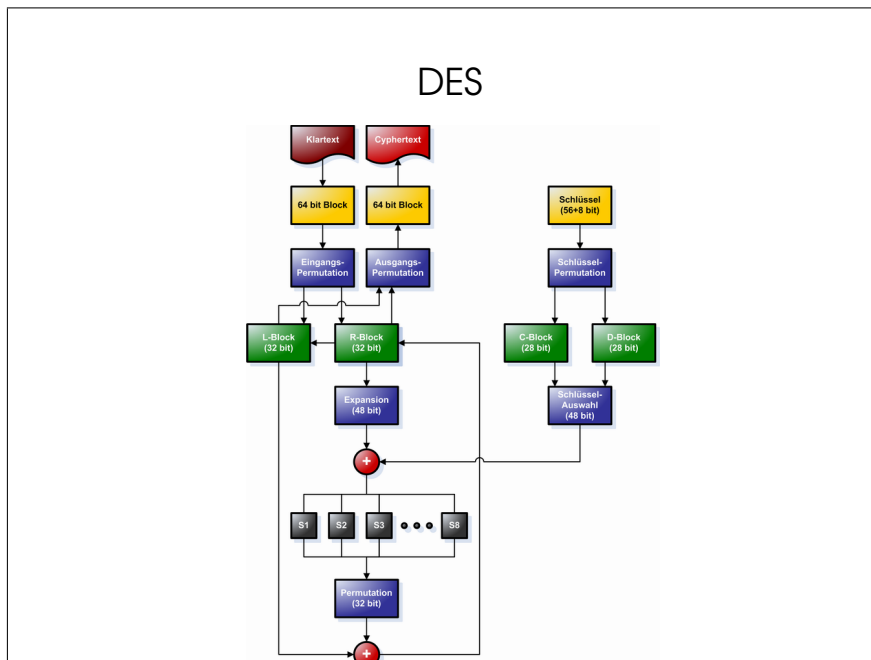 DES
Klartext
Cyphertext
64 bit Block
64 bit Block
Schlüssel
(56+8 bit)
Eingangs-
Permutation
Ausgangs-
Permutation
Schlüssel-
Permutation
L-Block
(32 bit)
R-Block
(32 bit)
C-Block
(28 bit)
D-Block
(28 bit)
Expansion
(48 bit)
Schlüssel-
Auswahl
(48 bit)
+
S1
S2
S3
S8
Permutation
(32 bit)
+